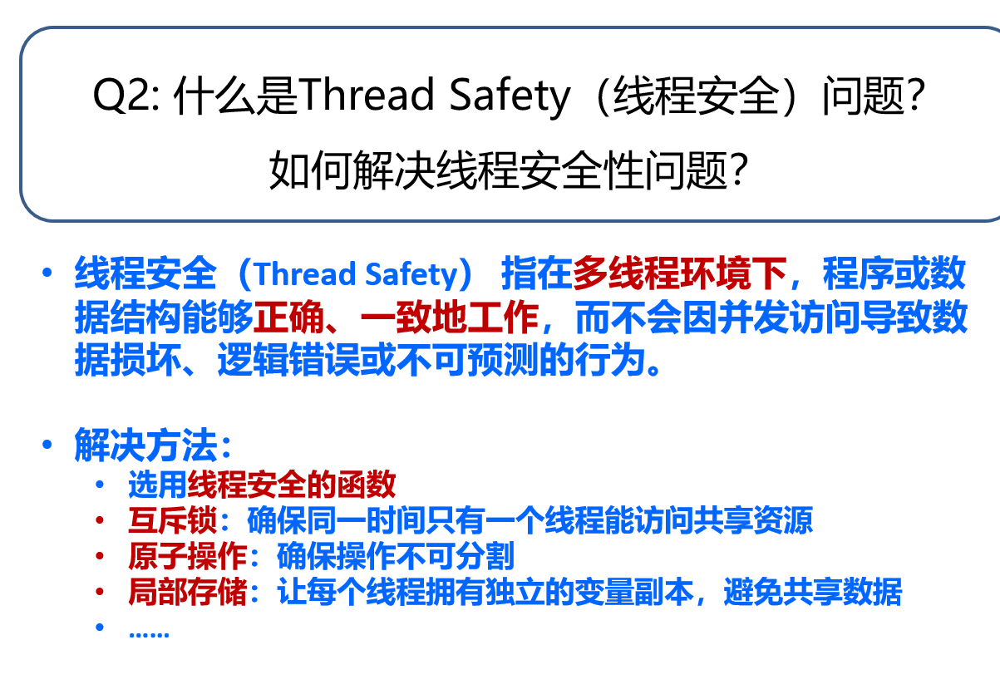 Q2: 什么是Thread Safety（线程安全）问题？
如何解决线程安全性问题？
• 线程安全（Thread Safety） 指在多线程环境下，程序或数
据结构能够正确、一致地工作，而不会因并发访问导致数
据损坏、逻辑错误或不可预测的行为。
• 解决方法：
• 选用线程安全的函数
• 互斥锁：确保同一时间只有一个线程能访问共享资源
• 原子操作：确保操作不可分割
• 局部存储：让每个线程拥有独立的变量副本，避免共享数据
• ……